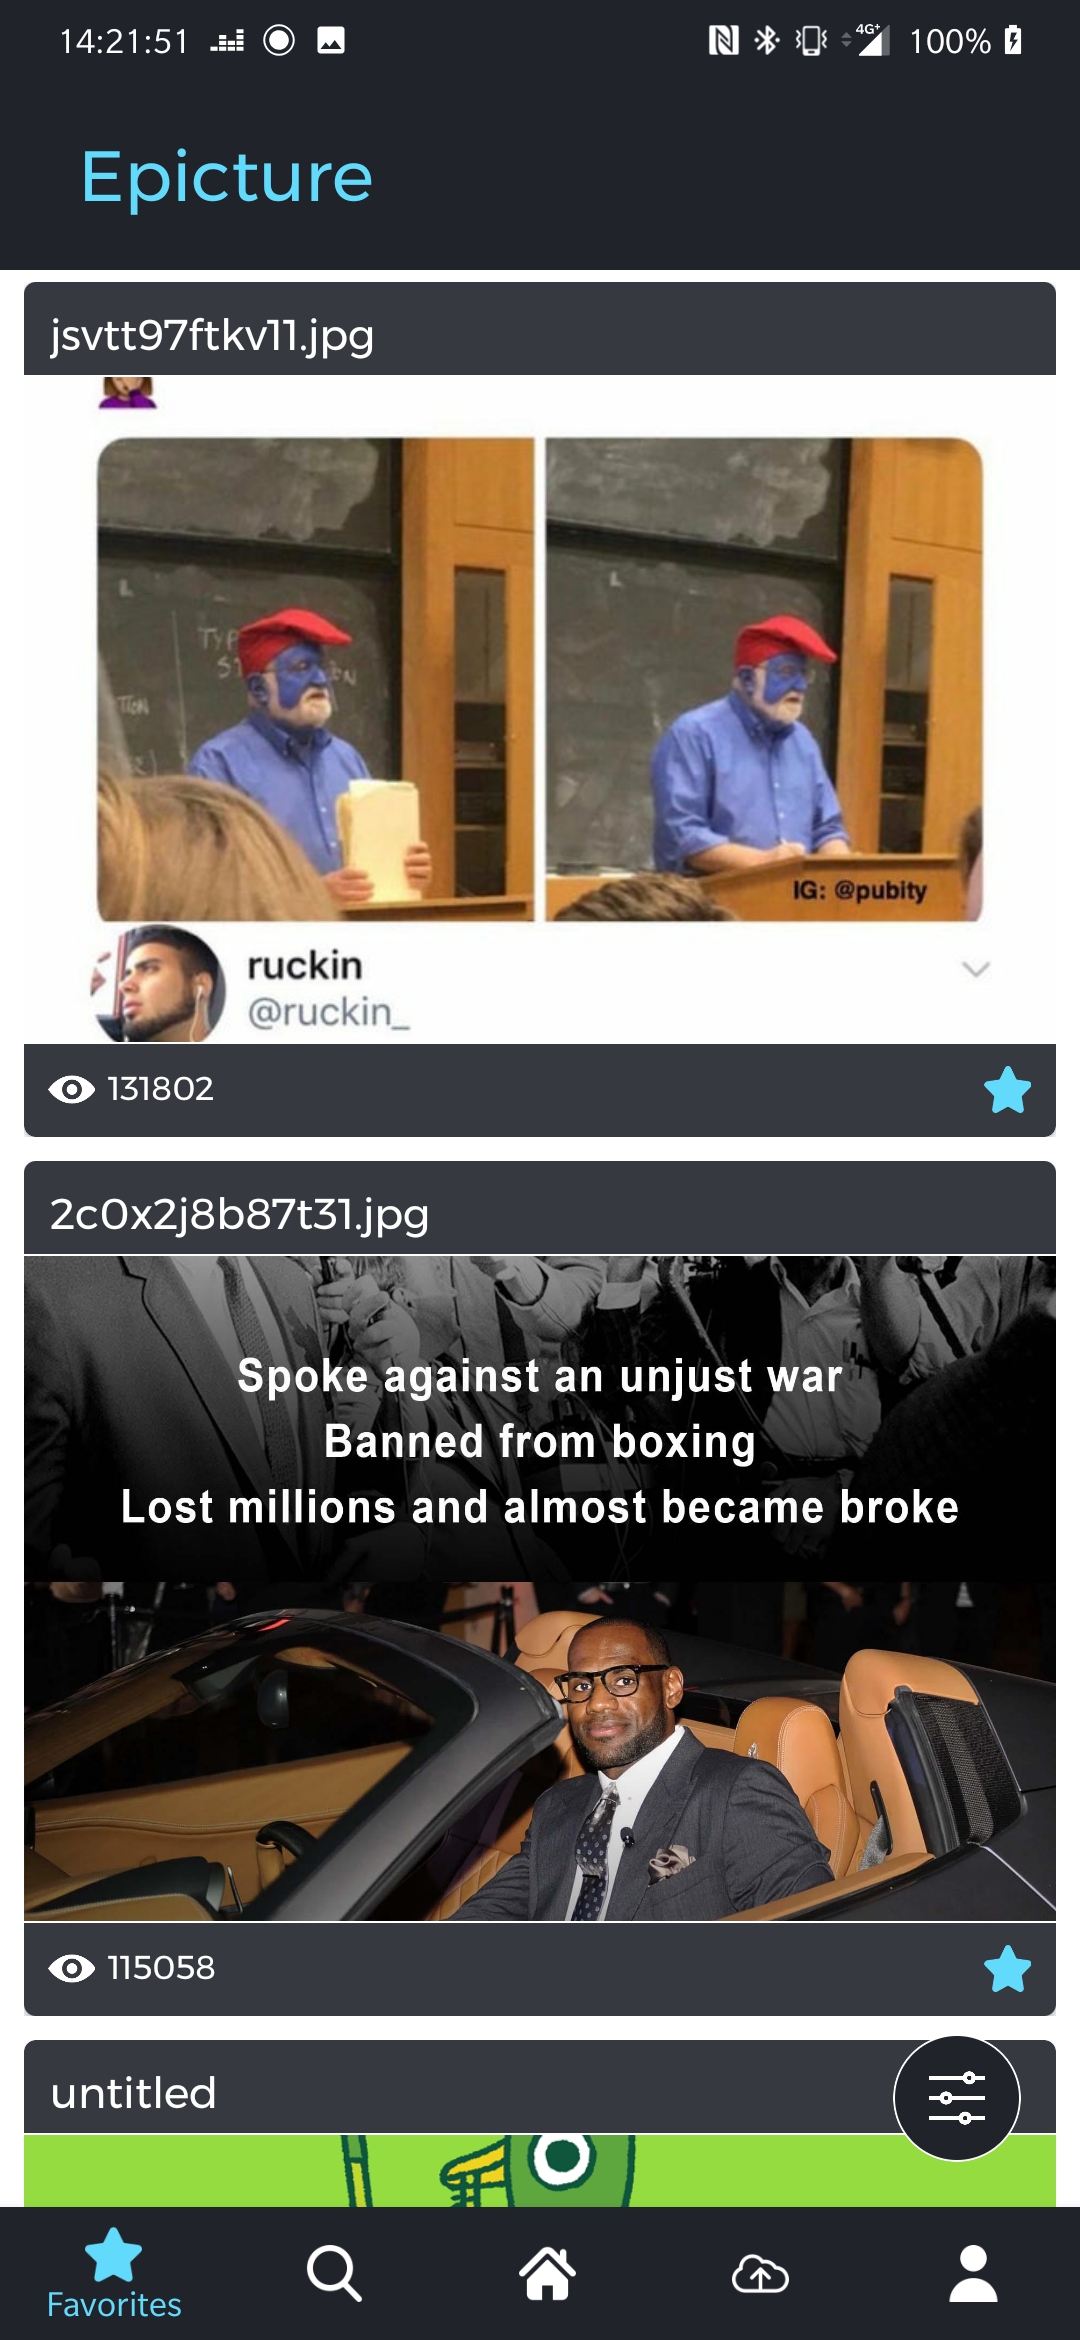 14:21:51
4G+
100%
Epicture
jsvtt97ftkv11.jpg
IG: @pubity
ruckin
@ruckin_
131802
2c0x2j8b87t31.jpg
Spoke against an unjust war
Banned from boxing
Lost millions and almost became broke
115058
untitled
Favorites